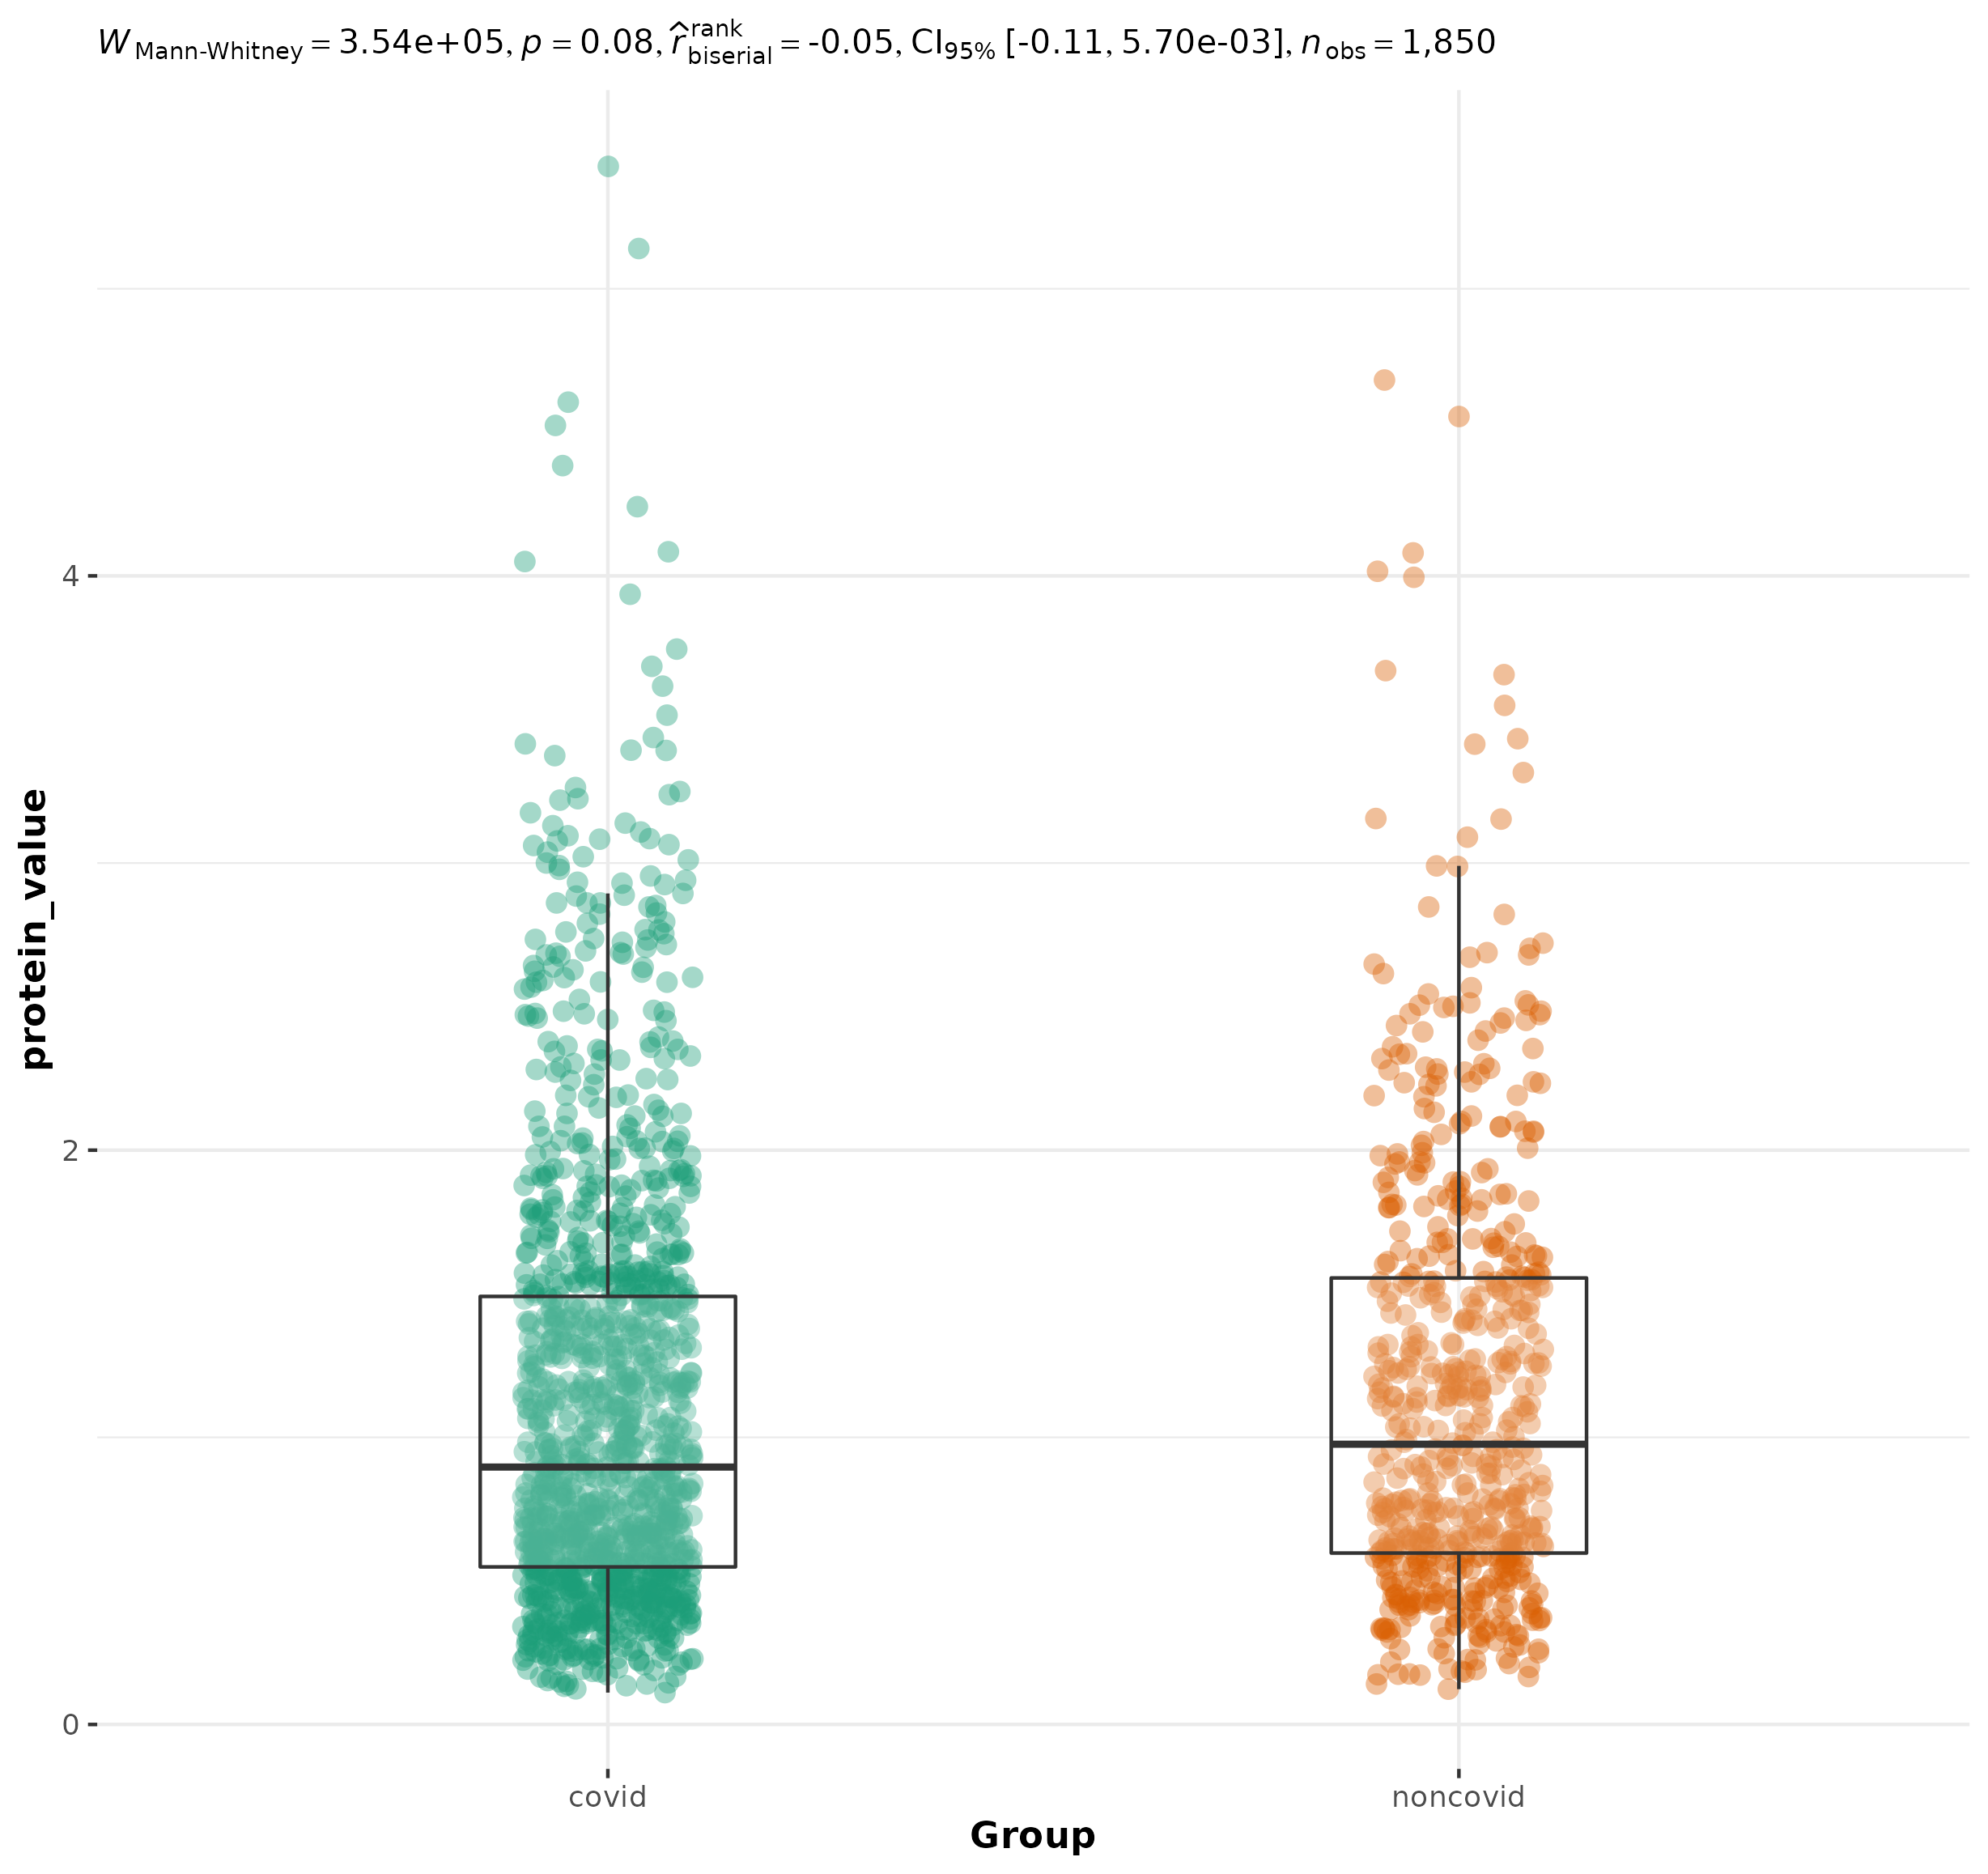 W Mann-Whitney = 3.54e+05, p = 0.08, r̂ rank biserial = -0.05, CI95% [-0.11, 5.70e-03], n obs = 1,850
4
2
0
protein_value
covid noncovid
Group